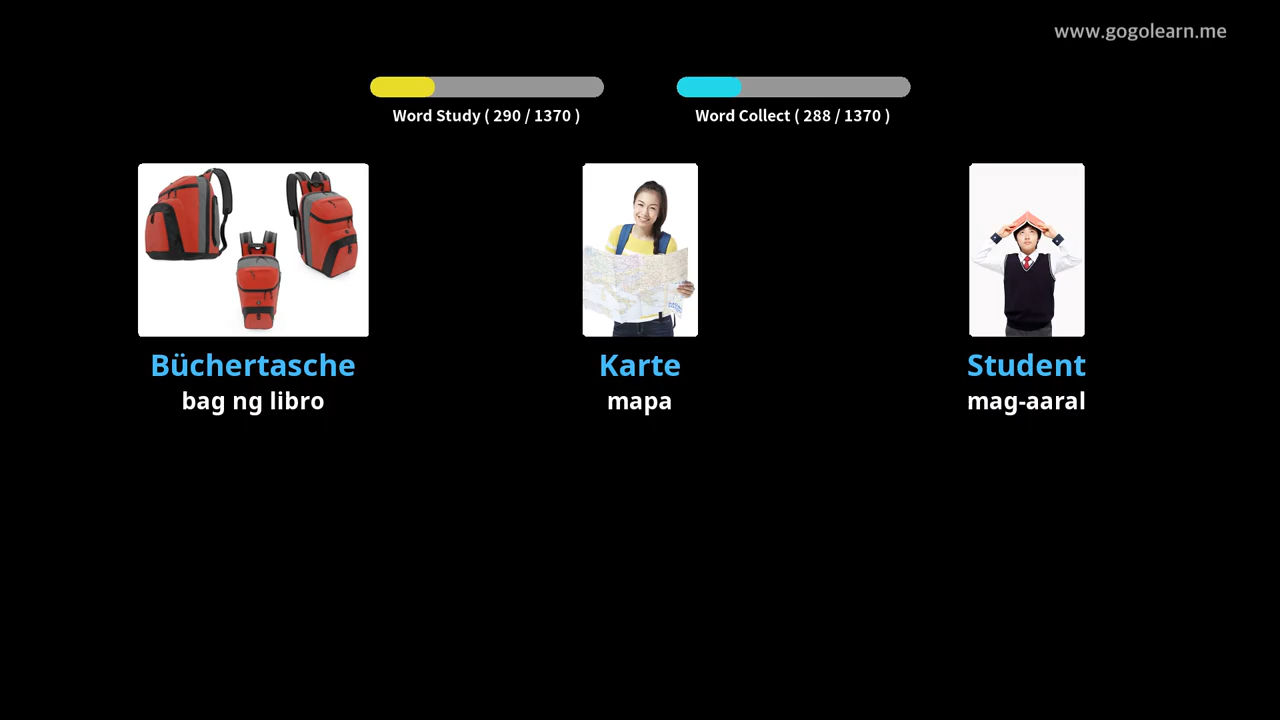 www.gogolearn.me
Word Study ( 290 / 1370 )
Word Collect ( 288 / 1370 )
Büchertasche
bag ng libro
Karte
mapa
Student
mag-aaral